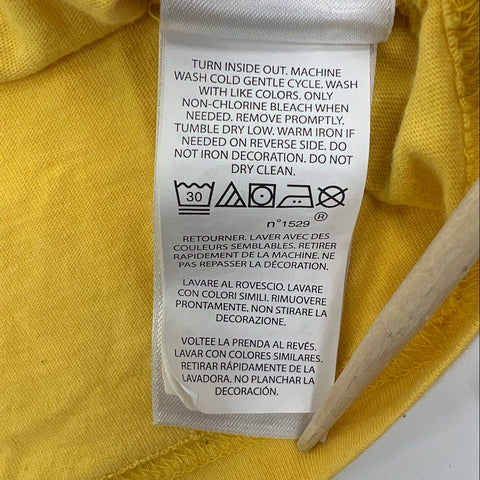 TURN INSIDE OUT. MACHINE
WASH COLD GENTLE CYCLE. WASH
WITH LIKE COLORS. ONLY
NON-CHLORINE BLEACH WHEN
NEEDED. REMOVE PROMPTLY.
TUMBLE DRY LOW. WARM IRON IF
NEEDED ON REVERSE SIDE. DO
NOT IRON DECORATION. DO NOT
DRY CLEAN.
30
n°1529 ®
RETOURNER. LAVER AVEC DES
COULEURS SEMBLABLES. RETIRER
RAPIDEMENT DE LA MACHINE. NE
PAS REPASSER LA DÉCORATION.
LAVARE AL ROVESCIO. LAVARE
CON COLORI SIMILI. RIMUOVERE
PRONTAMENTE. NON STIRARE LA
DECORAZIONE.
VOLTEE LA PRENDA AL REVÉS.
LAVAR CON COLORES SIMILARES.
RETIRAR RÁPIDAMENTE DE LA
LAVADORA. NO PLANCHAR LA
DECORACIÓN.